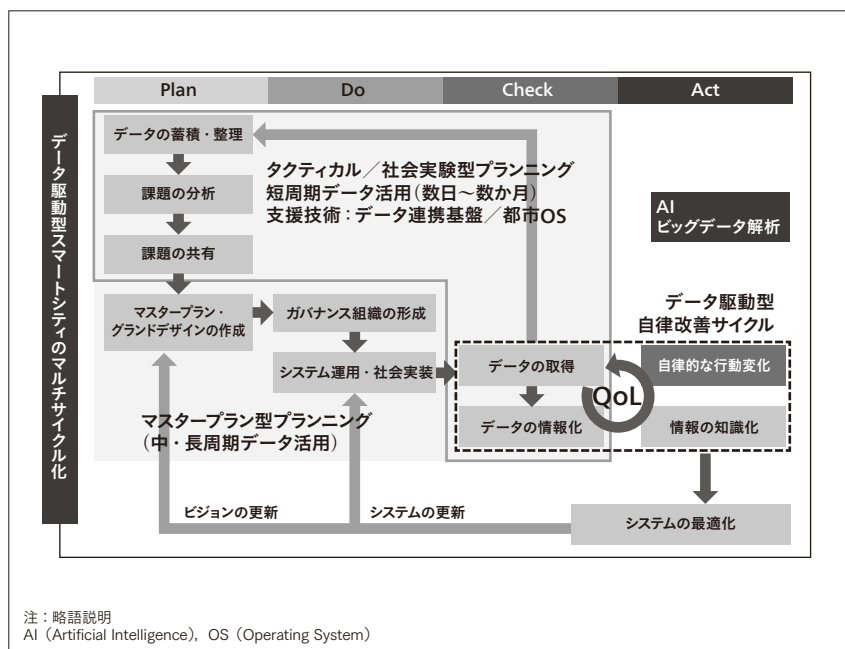 Plan
Do
Check
Act
データ駆動型スマートシティのマルチサイクル化
データの蓄積・整理
課題の分析
課題の共有
タクティカル／社会実験型プランニング
短周期データ活用（数日～数か月）
支援技術：データ連携基盤／都市OS
AI
ビッグデータ解析
マスタープラン・
グランドデザインの作成
ガバナンス組織の形成
システム運用・社会実装
データ駆動型
自律改善サイクル
データの取得
自律的な行動変化
QoL
データの情報化
情報の知識化
マスタープラン型プランニング
（中・長周期データ活用）
ビジョンの更新
システムの更新
システムの最適化
注：略語説明
AI（Artificial Intelligence），OS（Operating System）